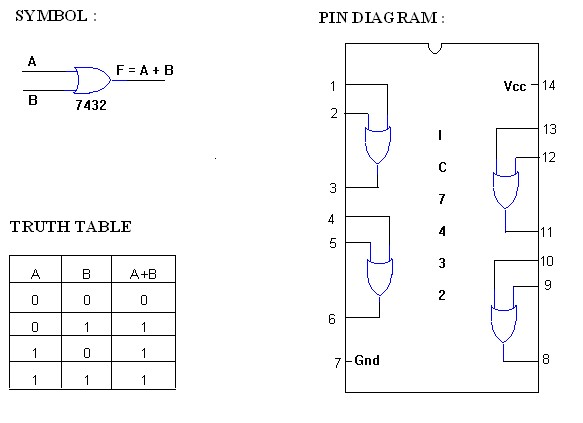 SYMBOL :
A
F = A + B
B
7432
TRUTH TABLE
A B A+B
0 0 0
0 1 1
1 0 1
1 1 1
PIN DIAGRAM :
1
2
3
4
5
6
7 Gnd
I
C
7
4
3
2
Vcc 14
13
12
11
10
9
8